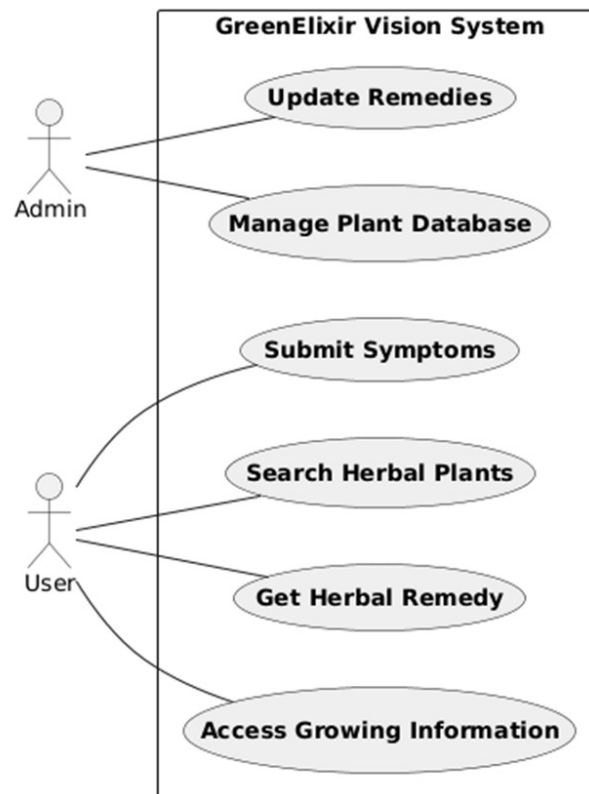 GreenElixir Vision System
Update Remedies
Admin
Manage Plant Database
Submit Symptoms
Search Herbal Plants
User
Get Herbal Remedy
Access Growing Information